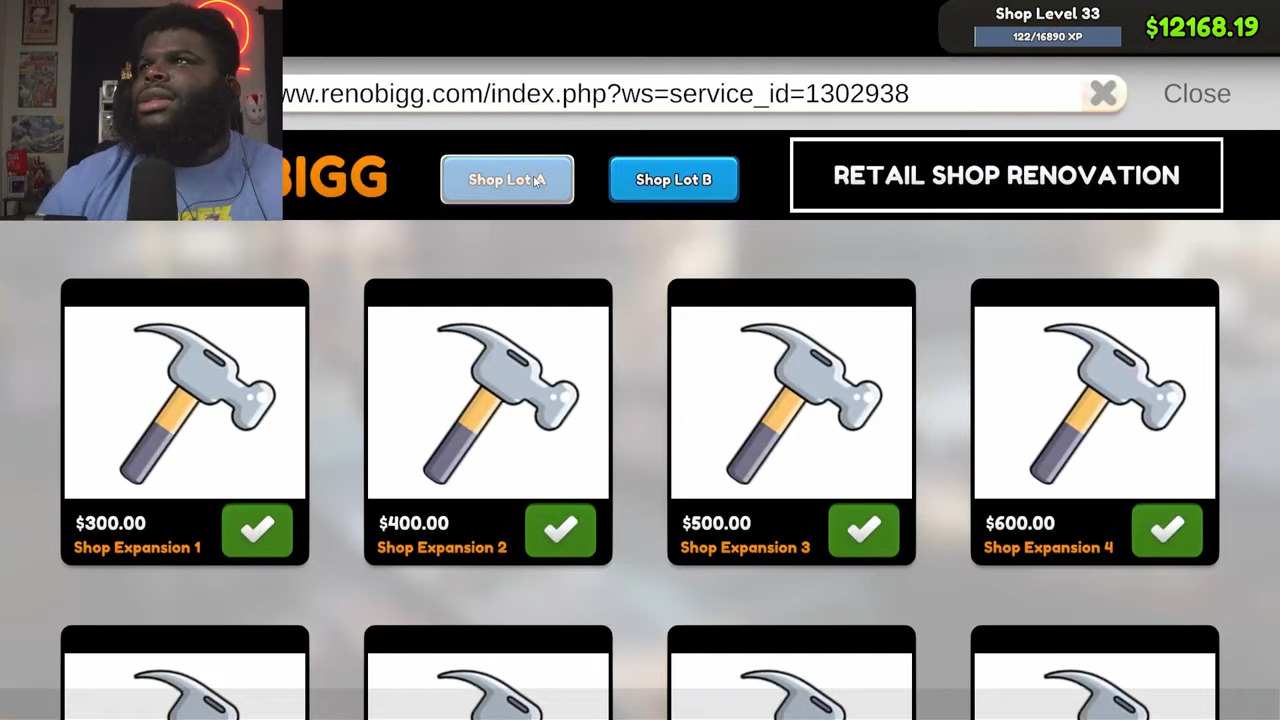 Shop Level 33
122/16890 XP
$12168.19
ww.renobigg.com/index.php?ws=service_id=1302938
Close
BIGG
Shop Lot A
Shop Lot B
RETAIL SHOP RENOVATION
$300.00
Shop Expansion 1
$400.00
Shop Expansion 2
$500.00
Shop Expansion 3
$600.00
Shop Expansion 4